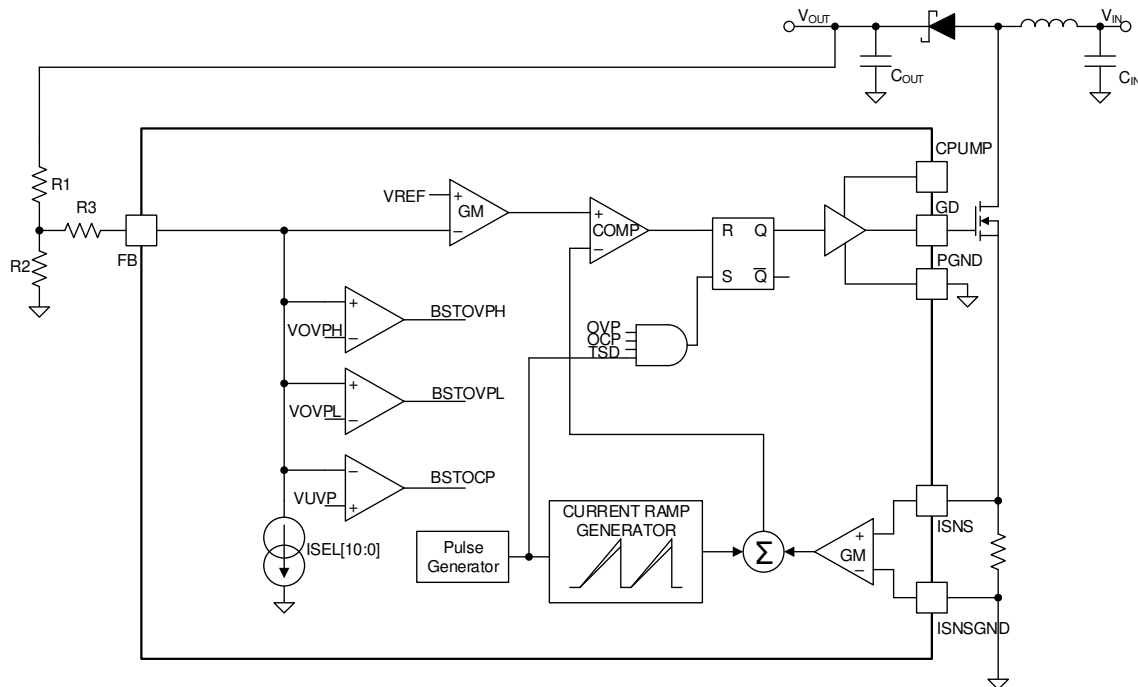 VOUT
VIN
COUT
CIN
CPUMP
R1
VREF
+
GM
−
+
COMP
−
R Q
S Q
GD
R3
FB
PGND
R2
+
VOVPH
−
BSTOVPH
OVP
OCP
TSD
+
VOVPL
−
BSTOVPL
−
VUVP
+
BSTOCP
ISEL[10:0]
Pulse
Generator
CURRENT RAMP
GENERATOR
Σ
+
GM
−
ISNS
ISNSGND